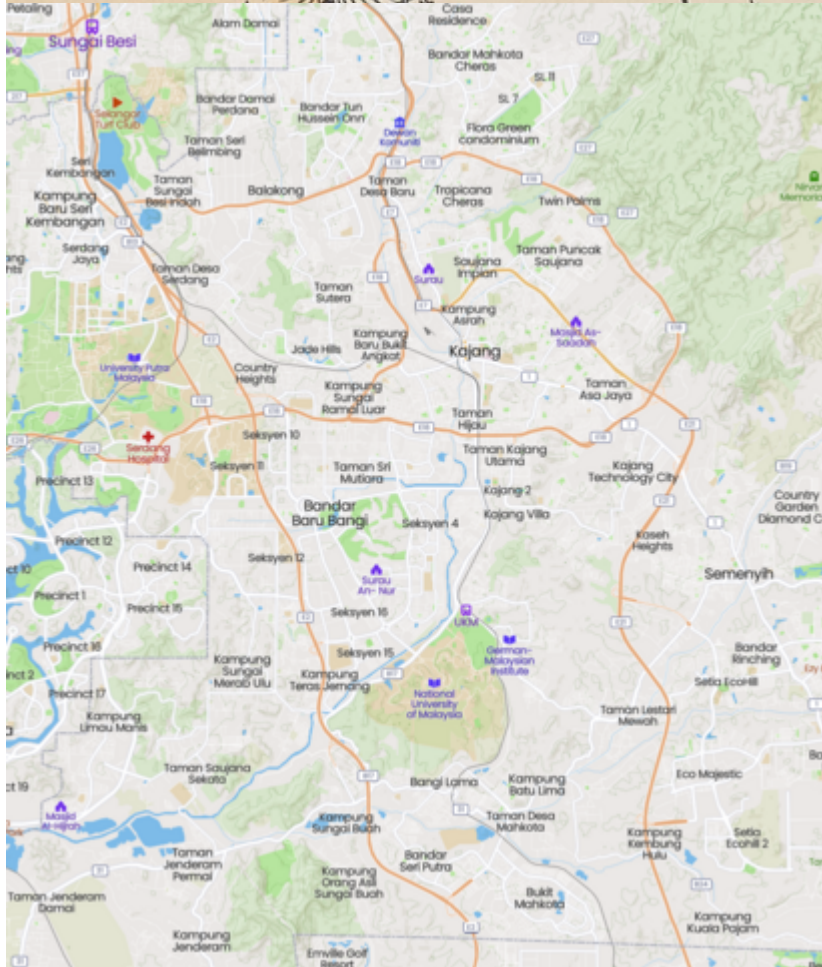 Petaling
Alam Damai
Casa
Residence
Sungai Besi
Bandar Mahkota
Cheras
SL 11
SL 7
Selangor
Turf Club
Bandar Damai
Perdana
Bandar Tun
Hussein Onn
Dewan
Komuniti
Flora Green
condominium
Taman Seri
Belimbing
Seri
Kembangan
Kampung
Baru Seri
Kembangan
Taman
Sungai
Besi Indah
Balakong
Taman
Desa Baru
Tropicana
Cheras
Twin Palms
Serdang
Jaya
Taman Desa
Serdang
Taman
Sutera
Surau
Saujana
Impian
Taman Puncak
Saujana
Kampung
Asrah
Masjid As-
Saadah
University Putra
Malaysia
Jade Hills
Kampung
Baru Bukit
Angkat
Kajang
Country
Heights
Kampung
Sungai
Ramal Luar
Taman
Asa Jaya
Taman
Hijau
Serdang
Hospital
Seksyen 10
Seksyen 11
Taman Sri
Mutiara
Taman Kajang
Utama
Kajang
Technology City
Precinct 13
Kajang 2
Kajang Villa
Country
Garden
Diamond C
Bandar
Baru Bangi
Seksyen 4
Precinct 12
Kaseh
Heights
Precinct 14
Seksyen 12
Surau
An- Nur
Semenyih
Precinct 1
Precinct 15
Seksyen 16
UKM
Precinct 16
Seksyen 15
German-
Malaysian
Institute
Bandar
Rinching
Kampung
Sungai
Merab Ulu
Kampung
Teras Jernang
National
University
of Malaysia
Setia EcoHill
Precinct 17
Kampung
Limau Manis
Taman Lestari
Mewah
Taman Saujana
Sekata
Bangi Lama
Kampung
Batu Lima
Eco Majestic
Masjid
Al-Hijrah
Kampung
Sungai Buah
Taman Desa
Mahkota
Kampung
Kembung
Hulu
Setia
Ecohill 2
Taman
Jenderam
Permai
Kampung
Orang Asli
Sungai Buah
Bandar
Seri Putra
Taman Jenderam
Damai
Bukit
Mahkota
Kampung
Jenderam
Kampung
Kuala Pajam
Emville Golf
Resort